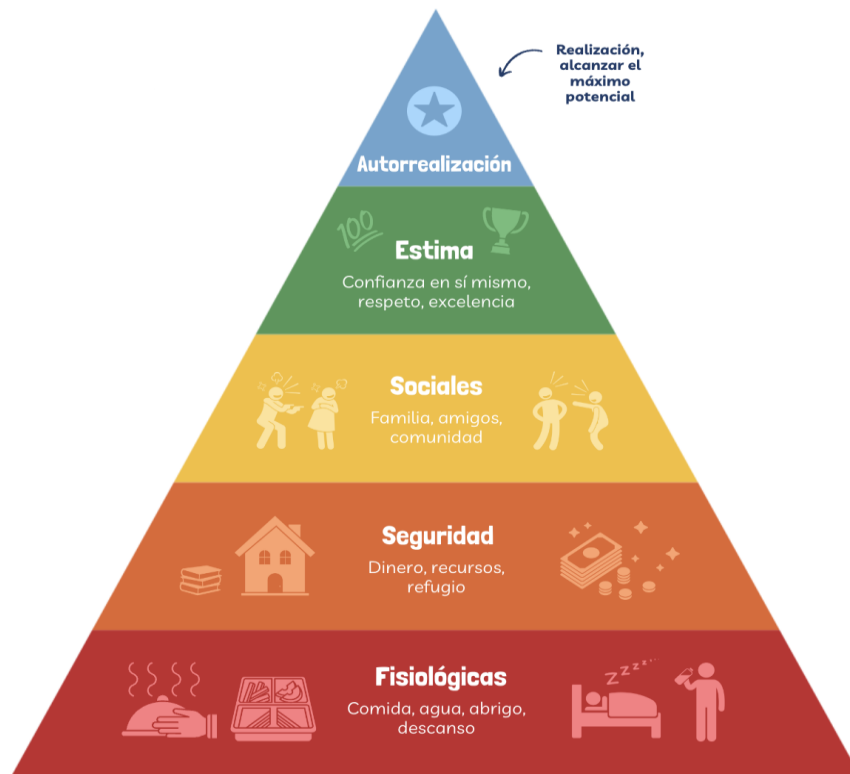 Realización,
alcanzar el
máximo
potencial
Autorrealización
100
Estima
Confianza en sí mismo,
respeto, excelencia
Sociales
Familia, amigos,
comunidad
Seguridad
Dinero, recursos,
refugio
Fisiológicas
zzzz
Comida, agua, abrigo,
descanso